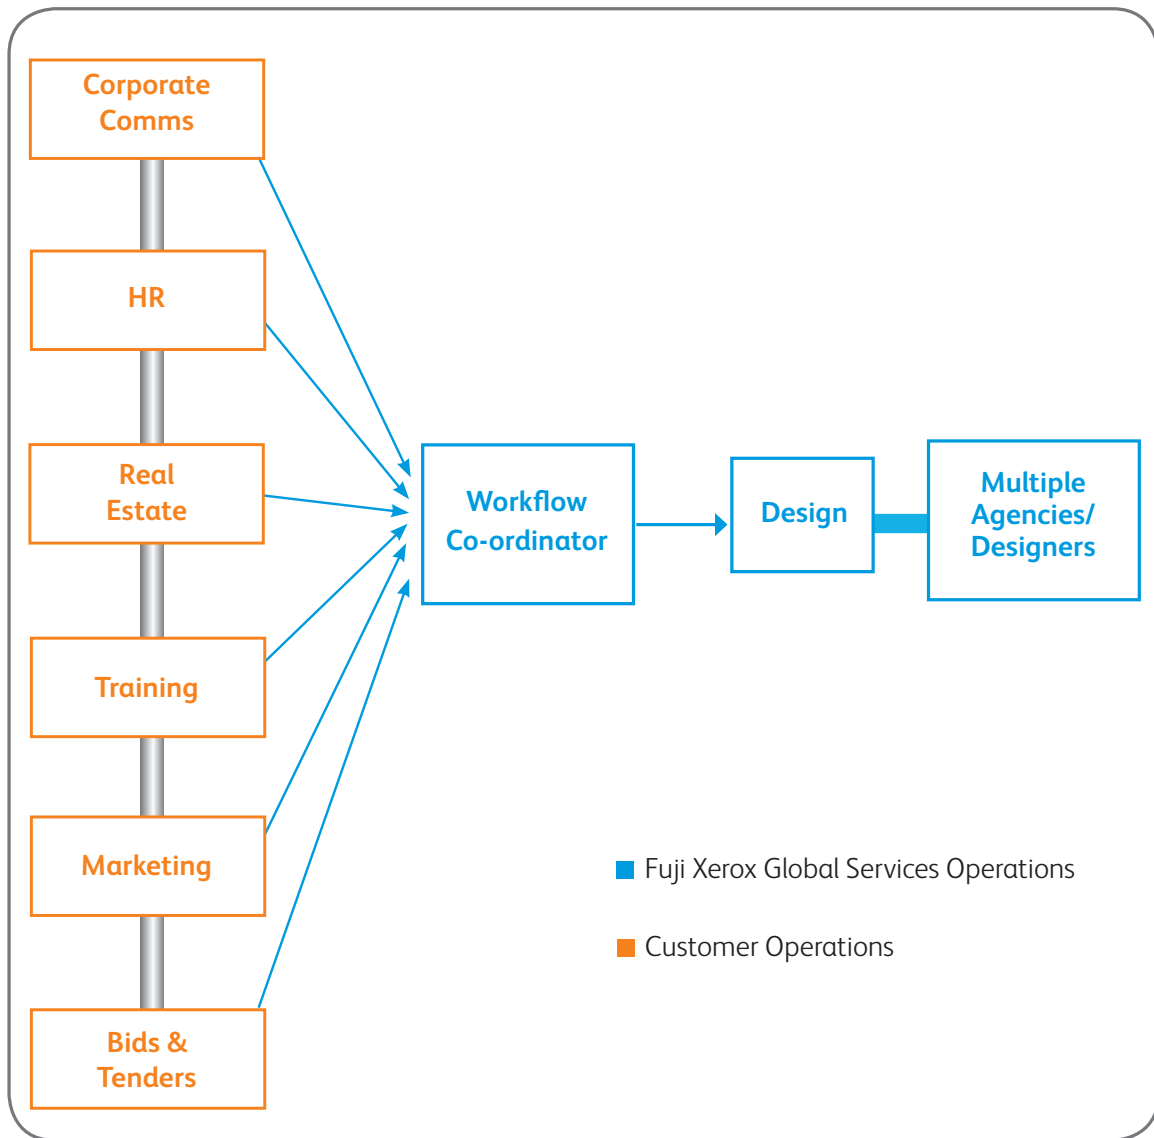 Corporate
Comms
HR
Real
Estate
Training
Marketing
Bids &
Tenders
Workflow
Co-ordinator
Design
Multiple
Agencies/
Designers
Fuji Xerox Global Services Operations
Customer Operations